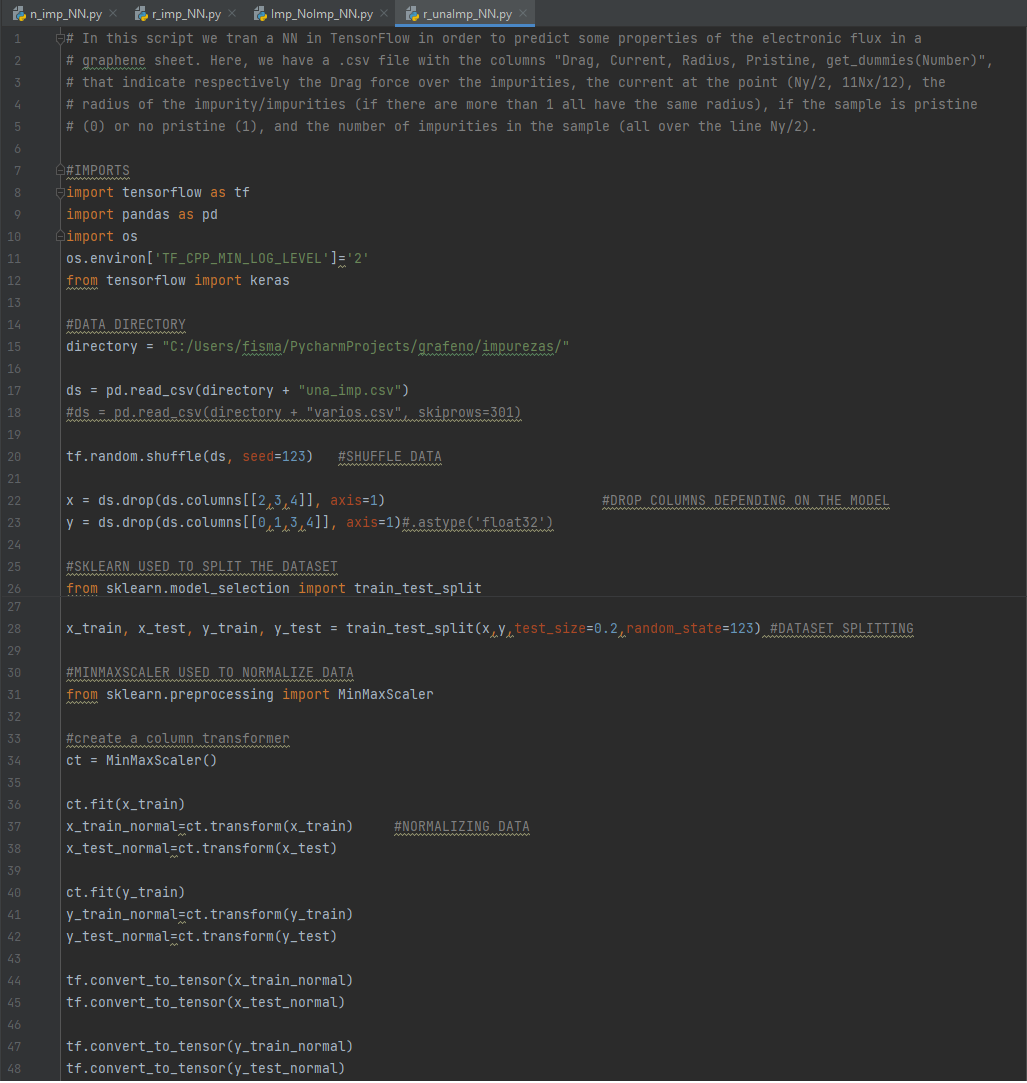 n_imp_NN.py r_imp_NN.py Imp_NoImp_NN.py r_unaImp_NN.py
1 # In this script we tran a NN in TensorFlow in order to predict some properties of the electronic flux in a
2 # graphene sheet. Here, we have a .csv file with the columns "Drag, Current, Radius, Pristine, get_dummies(Number)",
3 # that indicate respectively the Drag force over the impurities, the current at the point (Ny/2, 11Nx/12), the
4 # radius of the impurity/impurities (if there are more than 1 all have the same radius), if the sample is pristine
5 # (0) or no pristine (1), and the number of impurities in the sample (all over the line Ny/2).
6
7 #IMPORTS
8 import tensorflow as tf
9 import pandas as pd
10 import os
11 os.environ['TF_CPP_MIN_LOG_LEVEL']='2'
12 from tensorflow import keras
13
14 #DATA DIRECTORY
15 directory = "C:/Users/fisma/PycharmProjects/grafeno/impurezas/"
16
17 ds = pd.read_csv(directory + "una_imp.csv")
18 #ds = pd.read_csv(directory + "varios.csv", skiprows=301)
19
20 tf.random.shuffle(ds, seed=123) #SHUFFLE DATA
21
22 x = ds.drop(ds.columns[[2,3,4]], axis=1) #DROP COLUMNS DEPENDING ON THE MODEL
23 y = ds.drop(ds.columns[[0,1,3,4]], axis=1)#.astype('float32')
24
25 #SKLEARN USED TO SPLIT THE DATASET
26 from sklearn.model_selection import train_test_split
27
28 x_train, x_test, y_train, y_test = train_test_split(x,y,test_size=0.2,random_state=123) #DATASET SPLITTING
29
30 #MINMAXSCALER USED TO NORMALIZE DATA
31 from sklearn.preprocessing import MinMaxScaler
32
33 #create a column transformer
34 ct = MinMaxScaler()
35
36 ct.fit(x_train)
37 x_train_normal=ct.transform(x_train) #NORMALIZING DATA
38 x_test_normal=ct.transform(x_test)
39
40 ct.fit(y_train)
41 y_train_normal=ct.transform(y_train)
42 y_test_normal=ct.transform(y_test)
43
44 tf.convert_to_tensor(x_train_normal)
45 tf.convert_to_tensor(x_test_normal)
46
47 tf.convert_to_tensor(y_train_normal)
48 tf.convert_to_tensor(y_test_normal)